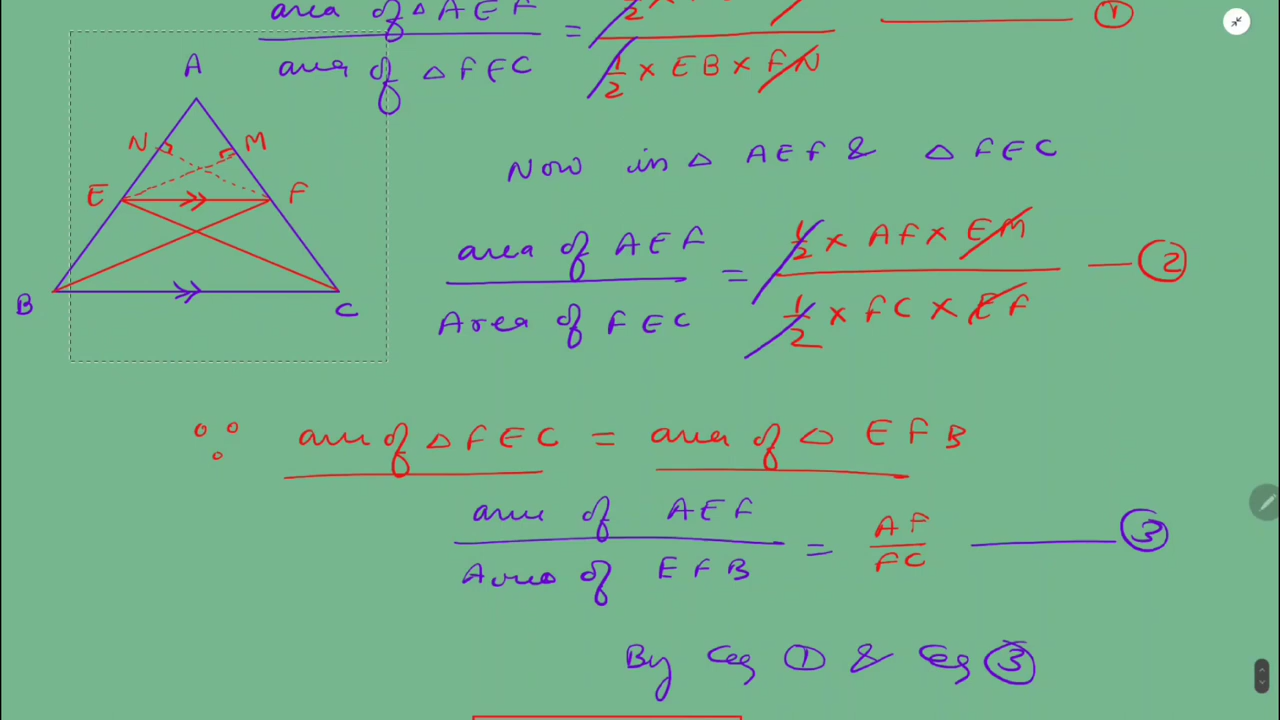 area of △ AEF
area of △ FEC
=
1/2 ×
1/2 × EB × FN
1
A
N
M
E
F
B
C
Now in △ AEF & △ FEC
area of AEF / Area of FEC = 1/2 × AF × EM / 1/2 × FC × EF — 2
∵ area of △ FEC = area of △ EFB
area of AEF / Area of EFB = AF / FC — 3
By Eq 1 & Eq 3